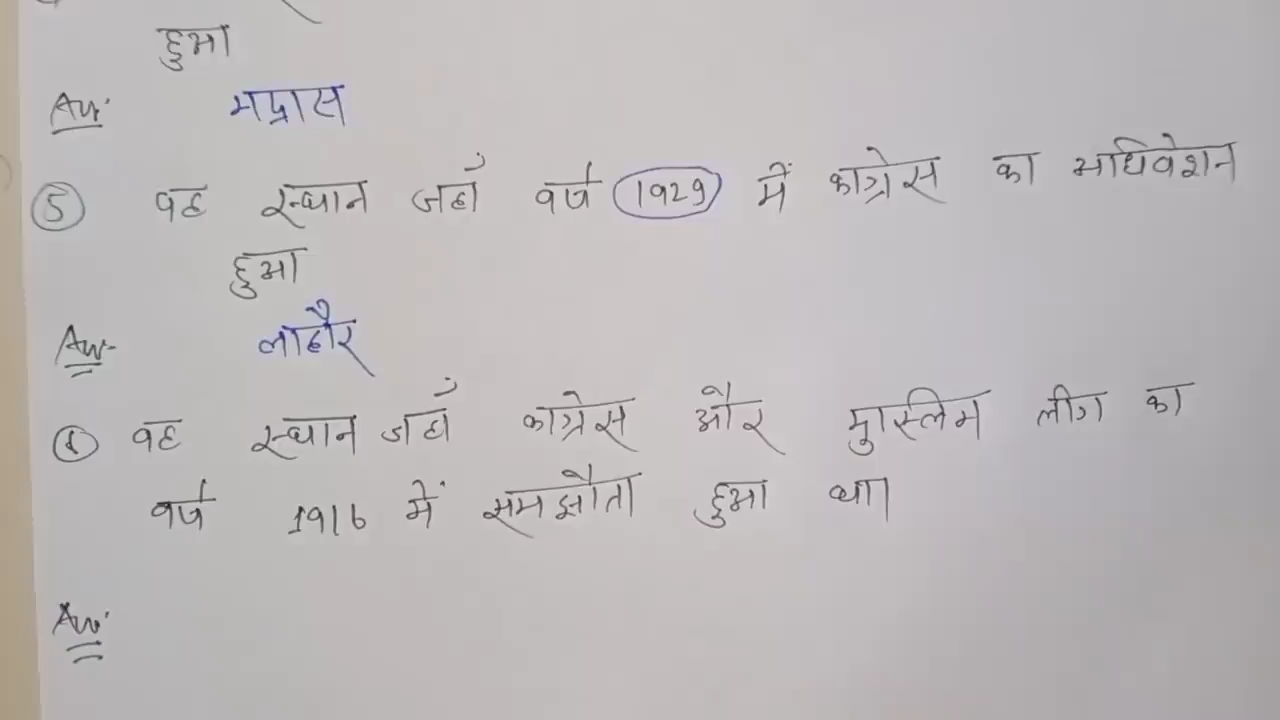 हुआ
Ans. मद्रास
5 वह स्थान जहाँ वर्ष 1929 में कांग्रेस का अधिवेशन
हुआ
Ans- लाहौर
6 वह स्थान जहाँ कांग्रेस और मुस्लिम लीग का
वर्ष 1916 में समझौता हुआ था।
Ans.